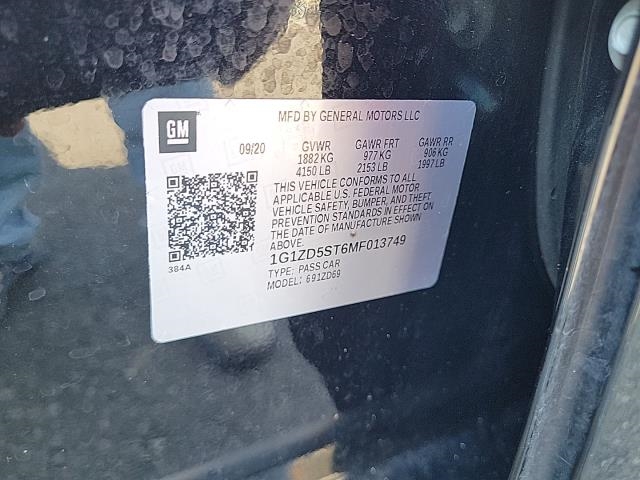 GM
MFD BY GENERAL MOTORS LLC
09/20 GVWR GAWR FRT GAWR RR
1882 KG 977 KG 906 KG
4150 LB 2153 LB 1997 LB
THIS VEHICLE CONFORMS TO ALL
APPLICABLE U.S. FEDERAL MOTOR
VEHICLE SAFETY, BUMPER, AND THEFT
PREVENTION STANDARDS IN EFFECT ON
THE DATE OF MANUFACTURE SHOWN
ABOVE.
384A
1G1ZD5ST6MF013749
TYPE: PASS CAR
MODEL: 691ZD69